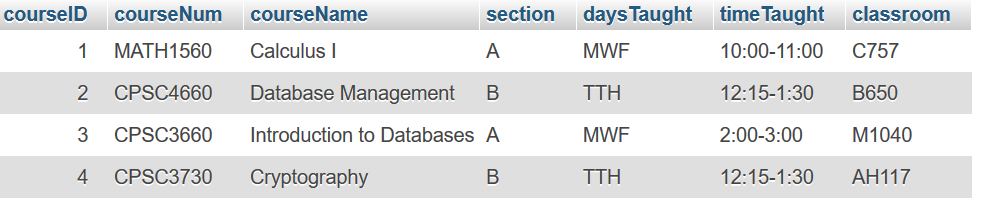 courseID courseNum courseName section daysTaught timeTaught classroom
1 MATH1560 Calculus I A MWF 10:00-11:00 C757
2 CPSC4660 Database Management B TTH 12:15-1:30 B650
3 CPSC3660 Introduction to Databases A MWF 2:00-3:00 M1040
4 CPSC3730 Cryptography B TTH 12:15-1:30 AH117